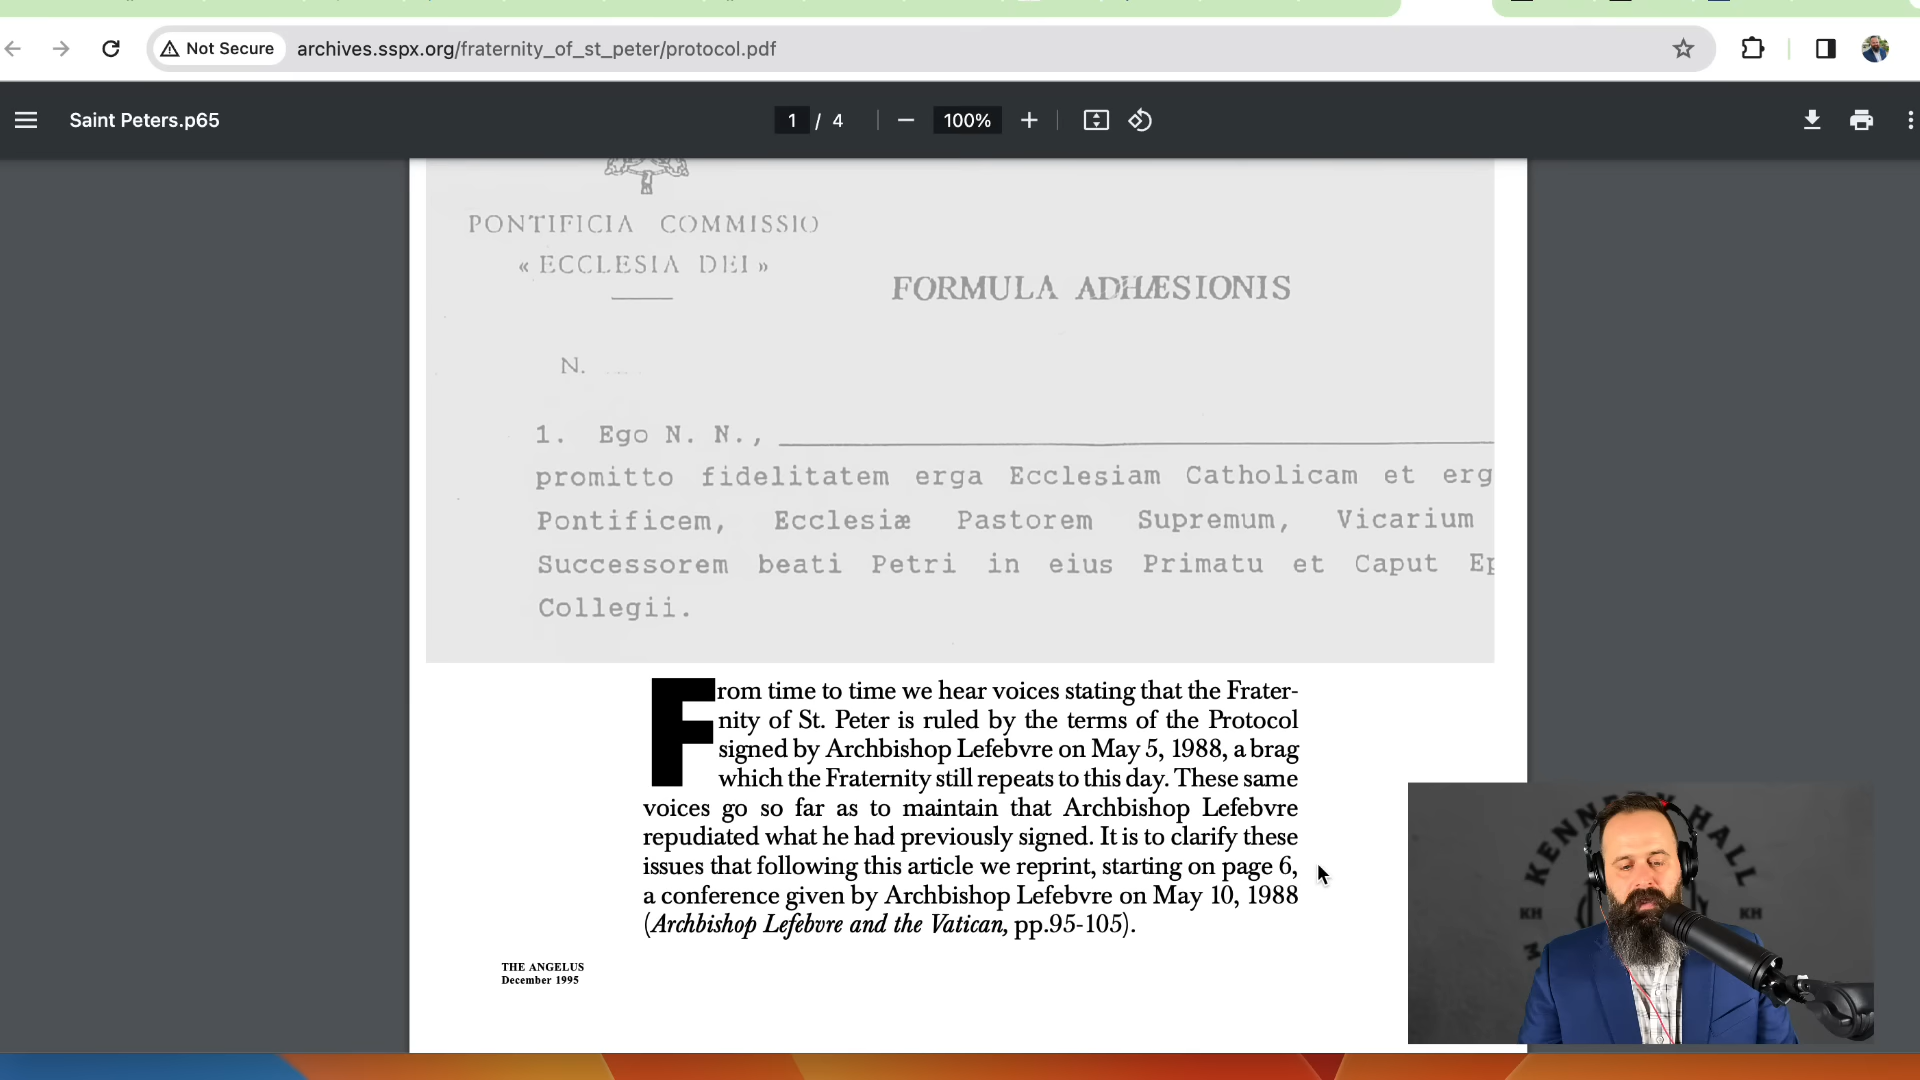 Not Secure
archives.sspx.org/fraternity_of_st_peter/protocol.pdf
Saint Peters.p65
1 / 4
100%
PONTIFICIA COMMISSIO
« ECCLESIA DEI »
FORMULA ADHÆSIONIS
N.
1. Ego N. N.,
promitto fidelitatem erga Ecclesiam Catholicam et erg
Pontificem, Ecclesiæ Pastorem Supremum, Vicarium
Successorem beati Petri in eius Primatu et Caput Ep
Collegii.
From time to time we hear voices stating that the Frater-
nity of St. Peter is ruled by the terms of the Protocol
signed by Archbishop Lefebvre on May 5, 1988, a brag
which the Fraternity still repeats to this day. These same
voices go so far as to maintain that Archbishop Lefebvre
repudiated what he had previously signed. It is to clarify these
issues that following this article we reprint, starting on page 6,
a conference given by Archbishop Lefebvre on May 10, 1988
(Archbishop Lefebvre and the Vatican, pp.95-105).
THE ANGELUS
December 1995
KENNEDY HALL
KH
KH